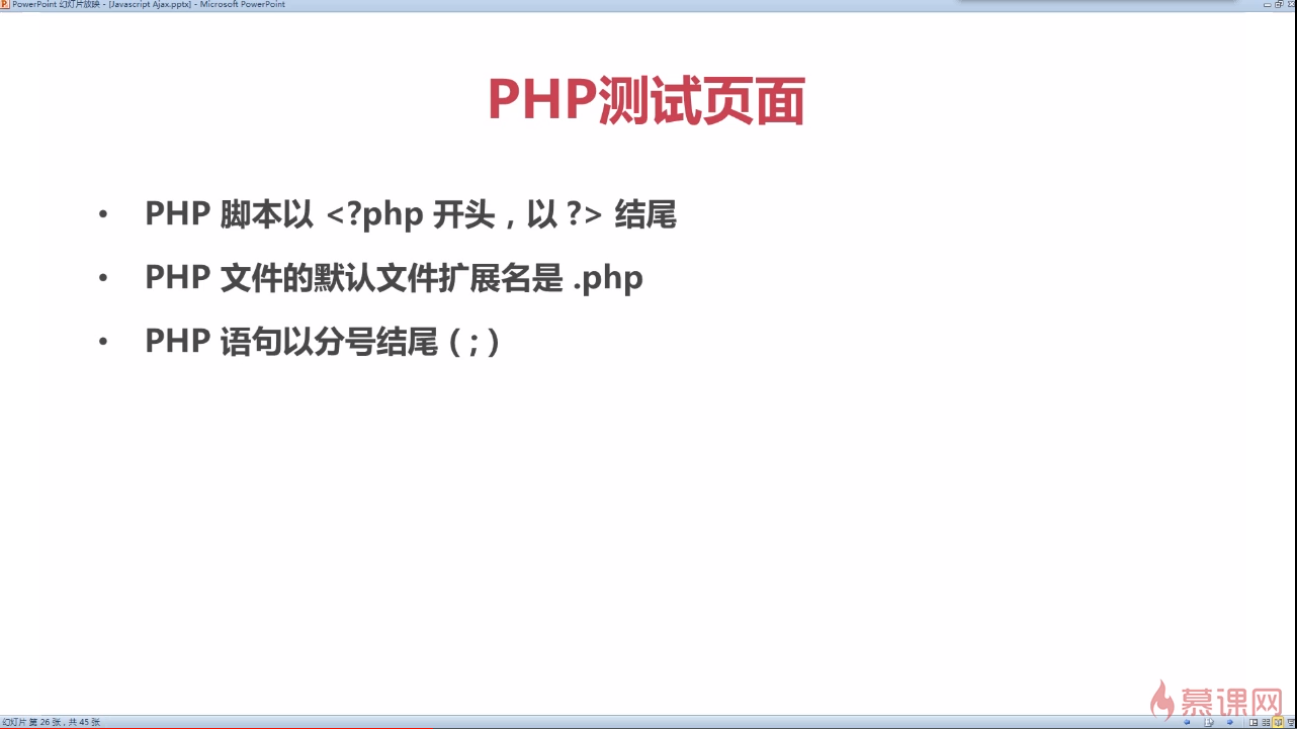 PowerPoint 幻灯片放映 - [Javascript Ajax.pptx] - Microsoft PowerPoint
PHP测试页面
• PHP 脚本以 <?php 开头，以 ?> 结尾
• PHP 文件的默认文件扩展名是 .php
• PHP 语句以分号结尾（;）
慕课网
幻灯片 第 26 张，共 45 张